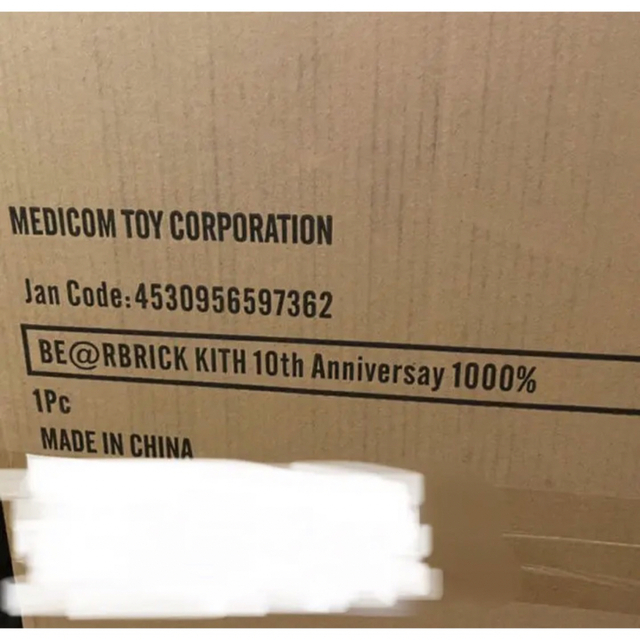 MEDICOM TOY CORPORATION
Jan Code:4530956597362
BE@RBRICK KITH 10th Anniversay 1000%
1Pc
MADE IN CHINA